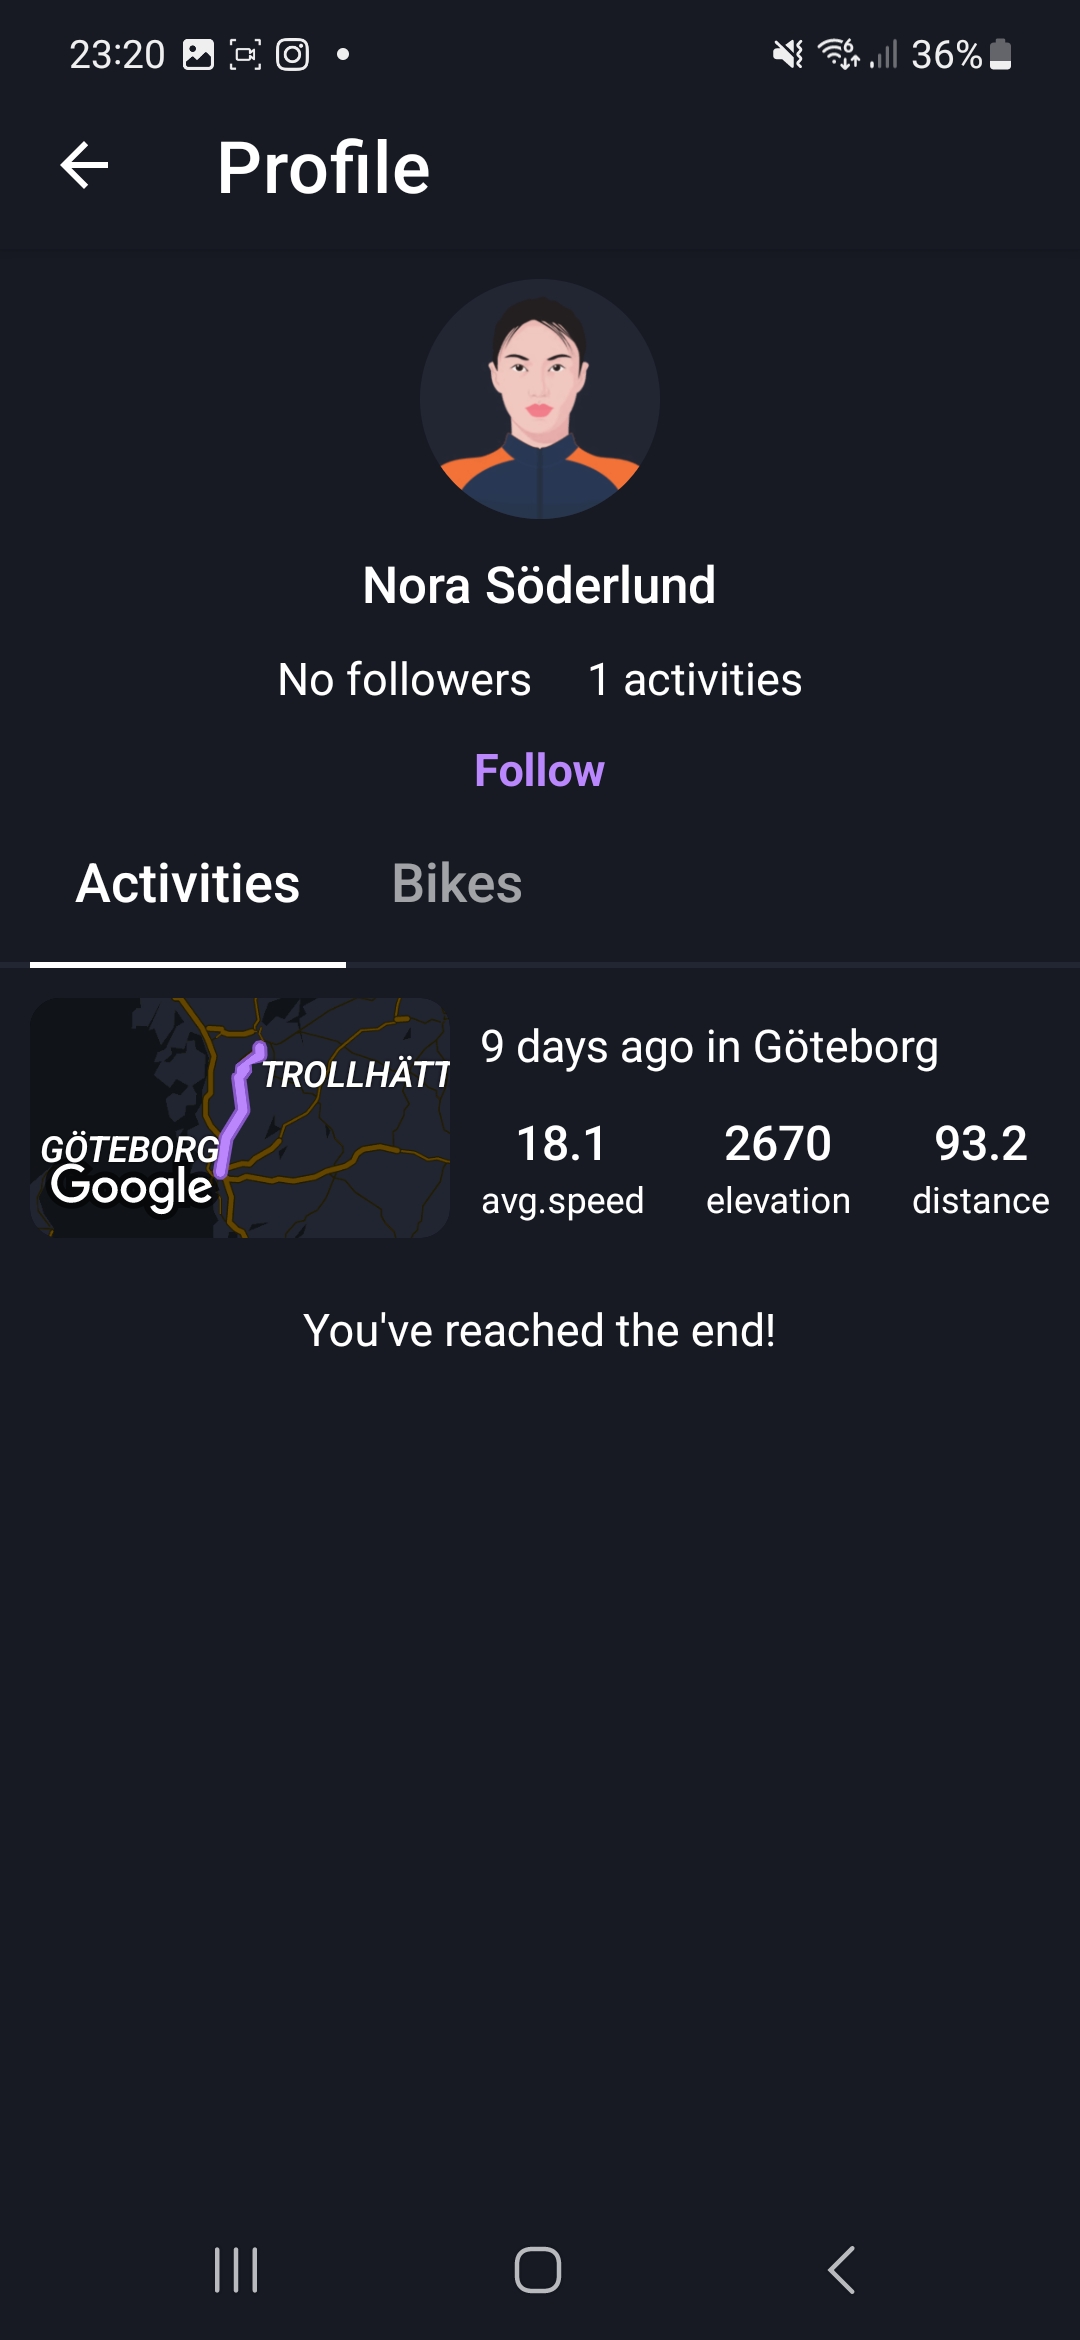 23:20 36%
Profile
Nora Söderlund
No followers 1 activities
Follow
Activities Bikes
TROLLHÄTT
GÖTEBORG
Google
9 days ago in Göteborg
18.1 2670 93.2
avg.speed elevation distance
You've reached the end!